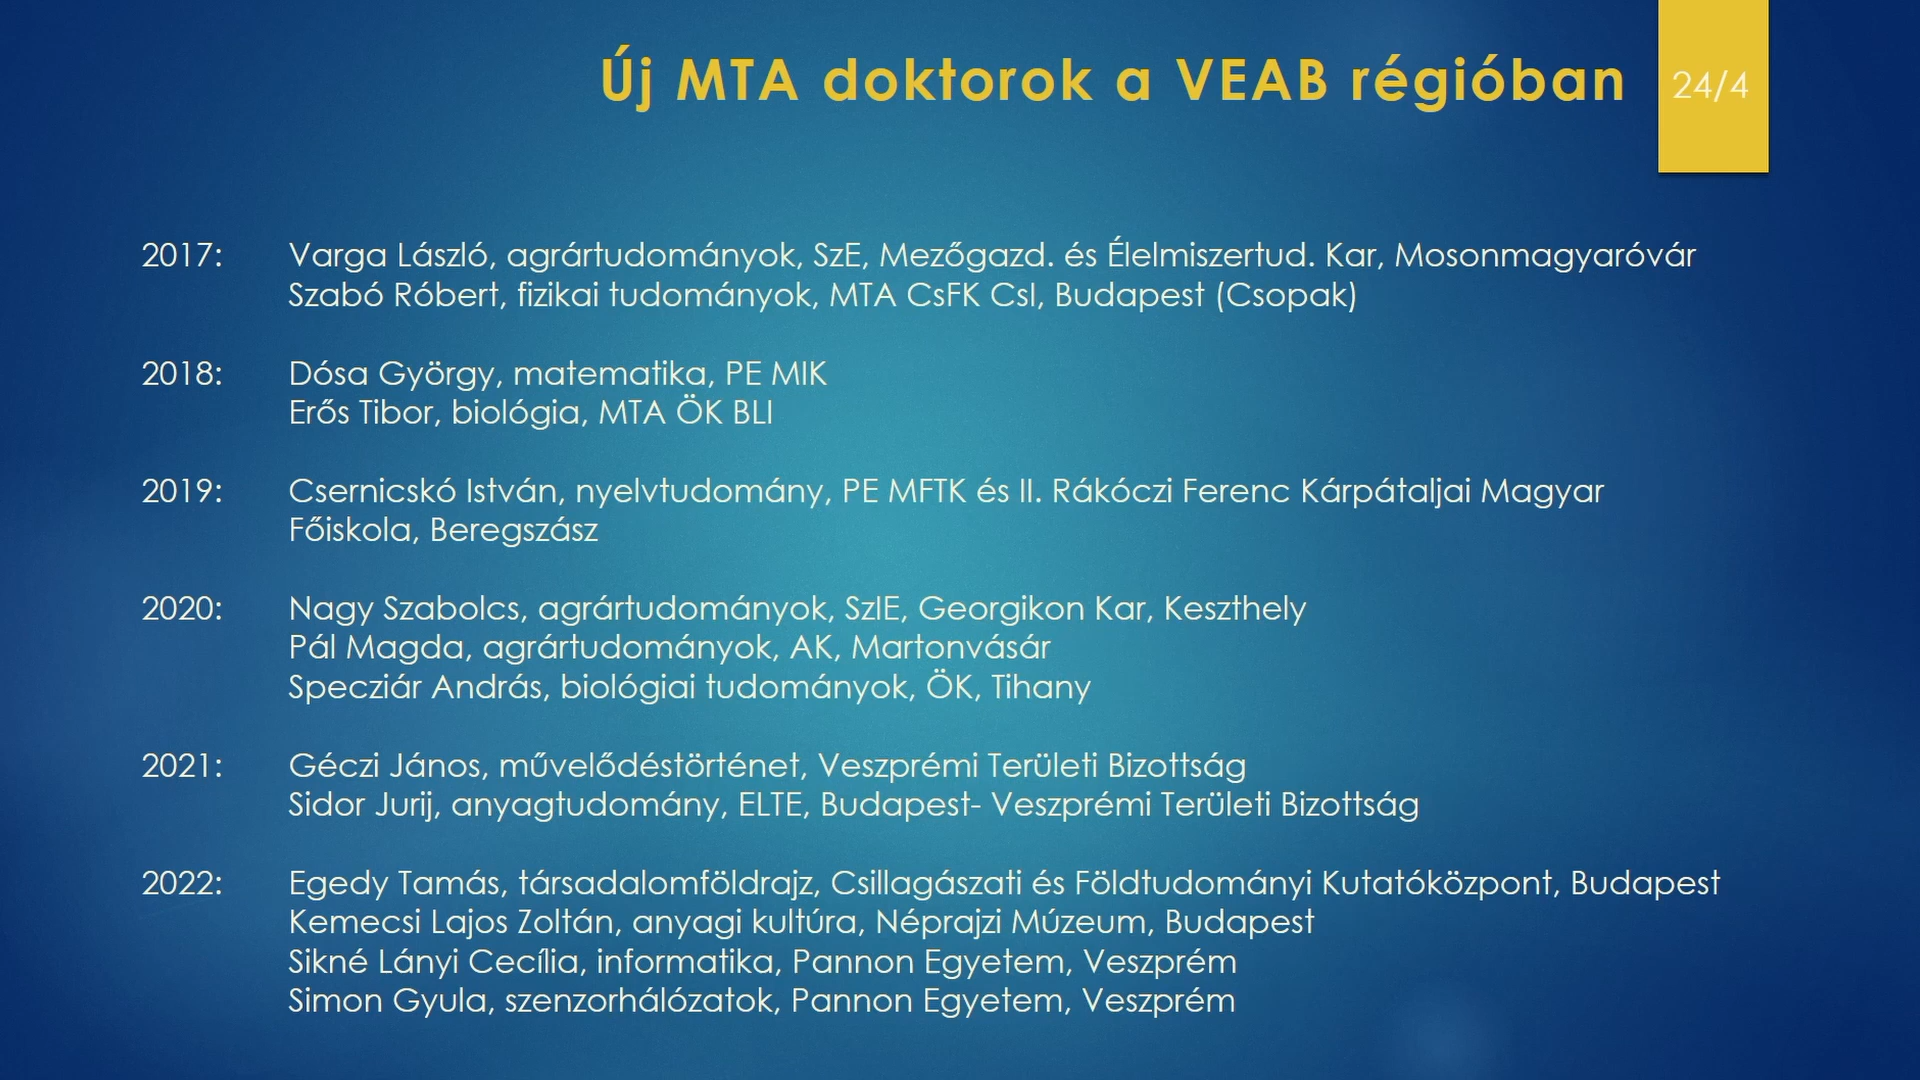 Új MTA doktorok a VEAB régióban
24/4
2017: Varga László, agrártudományok, SzE, Mezőgazd. és Élelmiszertud. Kar, Mosonmagyaróvár
Szabó Róbert, fizikai tudományok, MTA CsFK CsI, Budapest (Csopak)
2018: Dósa György, matematika, PE MIK
Erős Tibor, biológia, MTA ÖK BLI
2019: Csernicskó István, nyelvtudomány, PE MFTK és II. Rákóczi Ferenc Kárpátaljai Magyar
Főiskola, Beregszász
2020: Nagy Szabolcs, agrártudományok, SzIE, Georgikon Kar, Keszthely
Pál Magda, agrártudományok, AK, Martonvásár
Specziár András, biológiai tudományok, ÖK, Tihany
2021: Géczi János, művelődéstörténet, Veszprémi Területi Bizottság
Sidor Jurij, anyagtudomány, ELTE, Budapest- Veszprémi Területi Bizottság
2022: Egedy Tamás, társadalomföldrajz, Csillagászati és Földtudományi Kutatóközpont, Budapest
Kemecsi Lajos Zoltán, anyagi kultúra, Néprajzi Múzeum, Budapest
Sikné Lányi Cecília, informatika, Pannon Egyetem, Veszprém
Simon Gyula, szenzorhálózatok, Pannon Egyetem, Veszprém